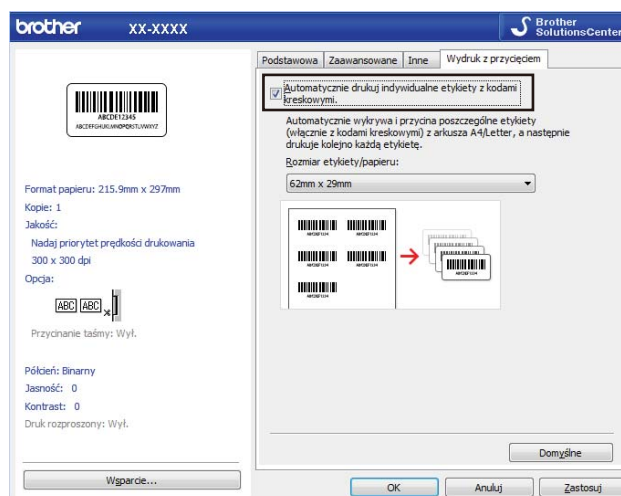 brother XX-XXXX
Brother
SolutionsCenter
ABCDE12345
Format papieru: 215.9mm x 297mm
Kopie: 1
Jakość:
Nadaj priorytet prędkości drukowania
300 x 300 dpi
Opcja:
ABC ABC
Przycinanie taśmy: Wył.
Półcień: Binarny
Jasność: 0
Kontrast: 0
Druk rozproszony: Wył.
Wsparcie...
Podstawowa Zaawansowane Inne Wydruk z przycięciem
Automatycznie drukuj indywidualne etykiety z kodami
kreskowymi.
Automatycznie wykrywa i przycina poszczególne etykiety
(włącznie z kodami kreskowymi) z arkusza A4/Letter, a następnie
drukuje kolejno każdą etykietę.
Rozmiar etykiety/papieru:
62mm x 29mm
Domyślne
OK Anuluj Zastosuj